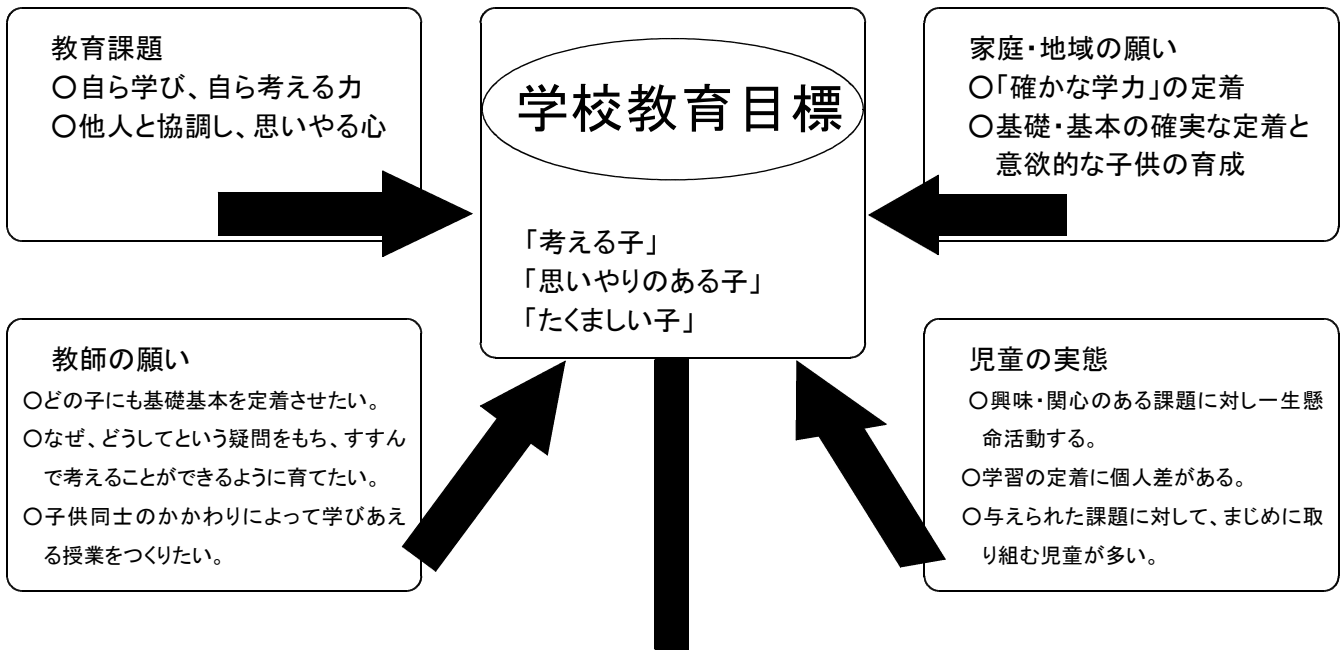 教育課題
○自ら学び、自ら考える力
○他人と協調し、思いやる心
学校教育目標
「考える子」
「思いやりのある子」
「たくましい子」
家庭・地域の願い
○「確かな学力」の定着
○基礎・基本の確実な定着と
意欲的な子供の育成
教師の願い
○どの子にも基礎基本を定着させたい。
○なぜ、どうしてという疑問をもち、すすん
で考えることができるように育てたい。
○子供同士のかかわりによって学びあえ
る授業をつくりたい。
児童の実態
○興味・関心のある課題に対し一生懸
命活動する。
○学習の定着に個人差がある。
○与えられた課題に対して、まじめに取
り組む児童が多い。